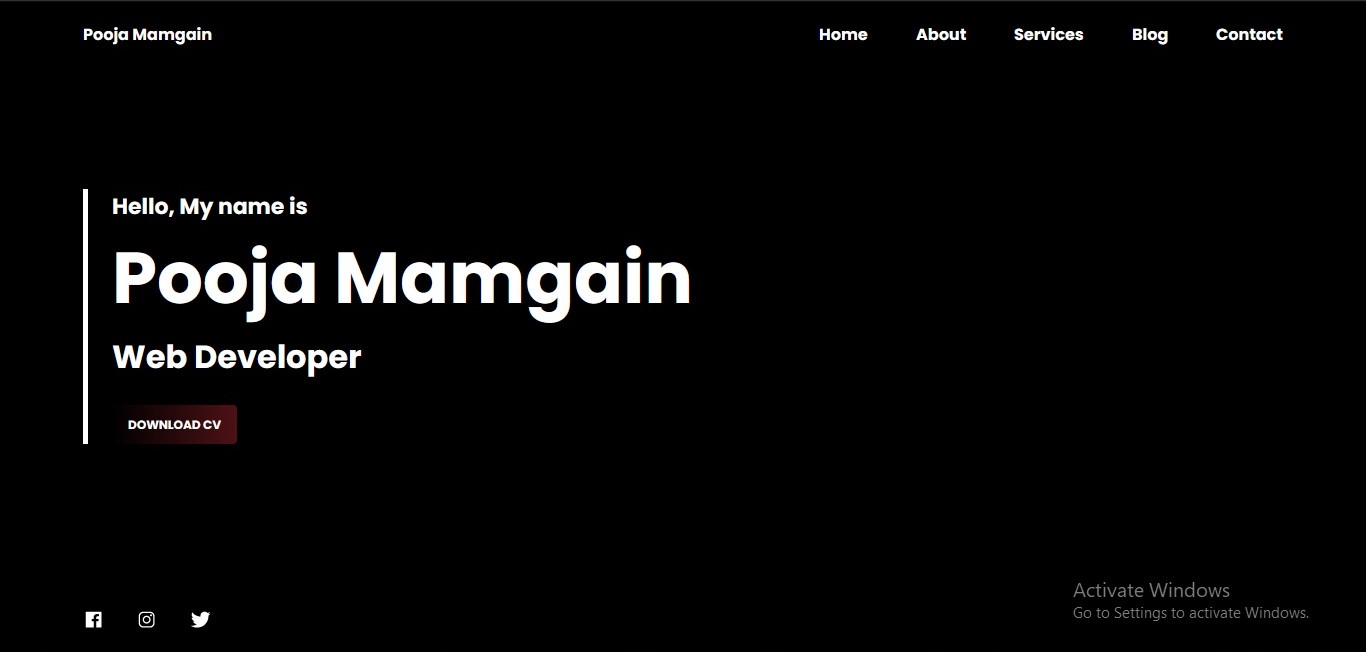 Pooja Mamgain
Home About Services Blog Contact
Hello, My name is
Pooja Mamgain
Web Developer
DOWNLOAD CV
Activate Windows
Go to Settings to activate Windows.